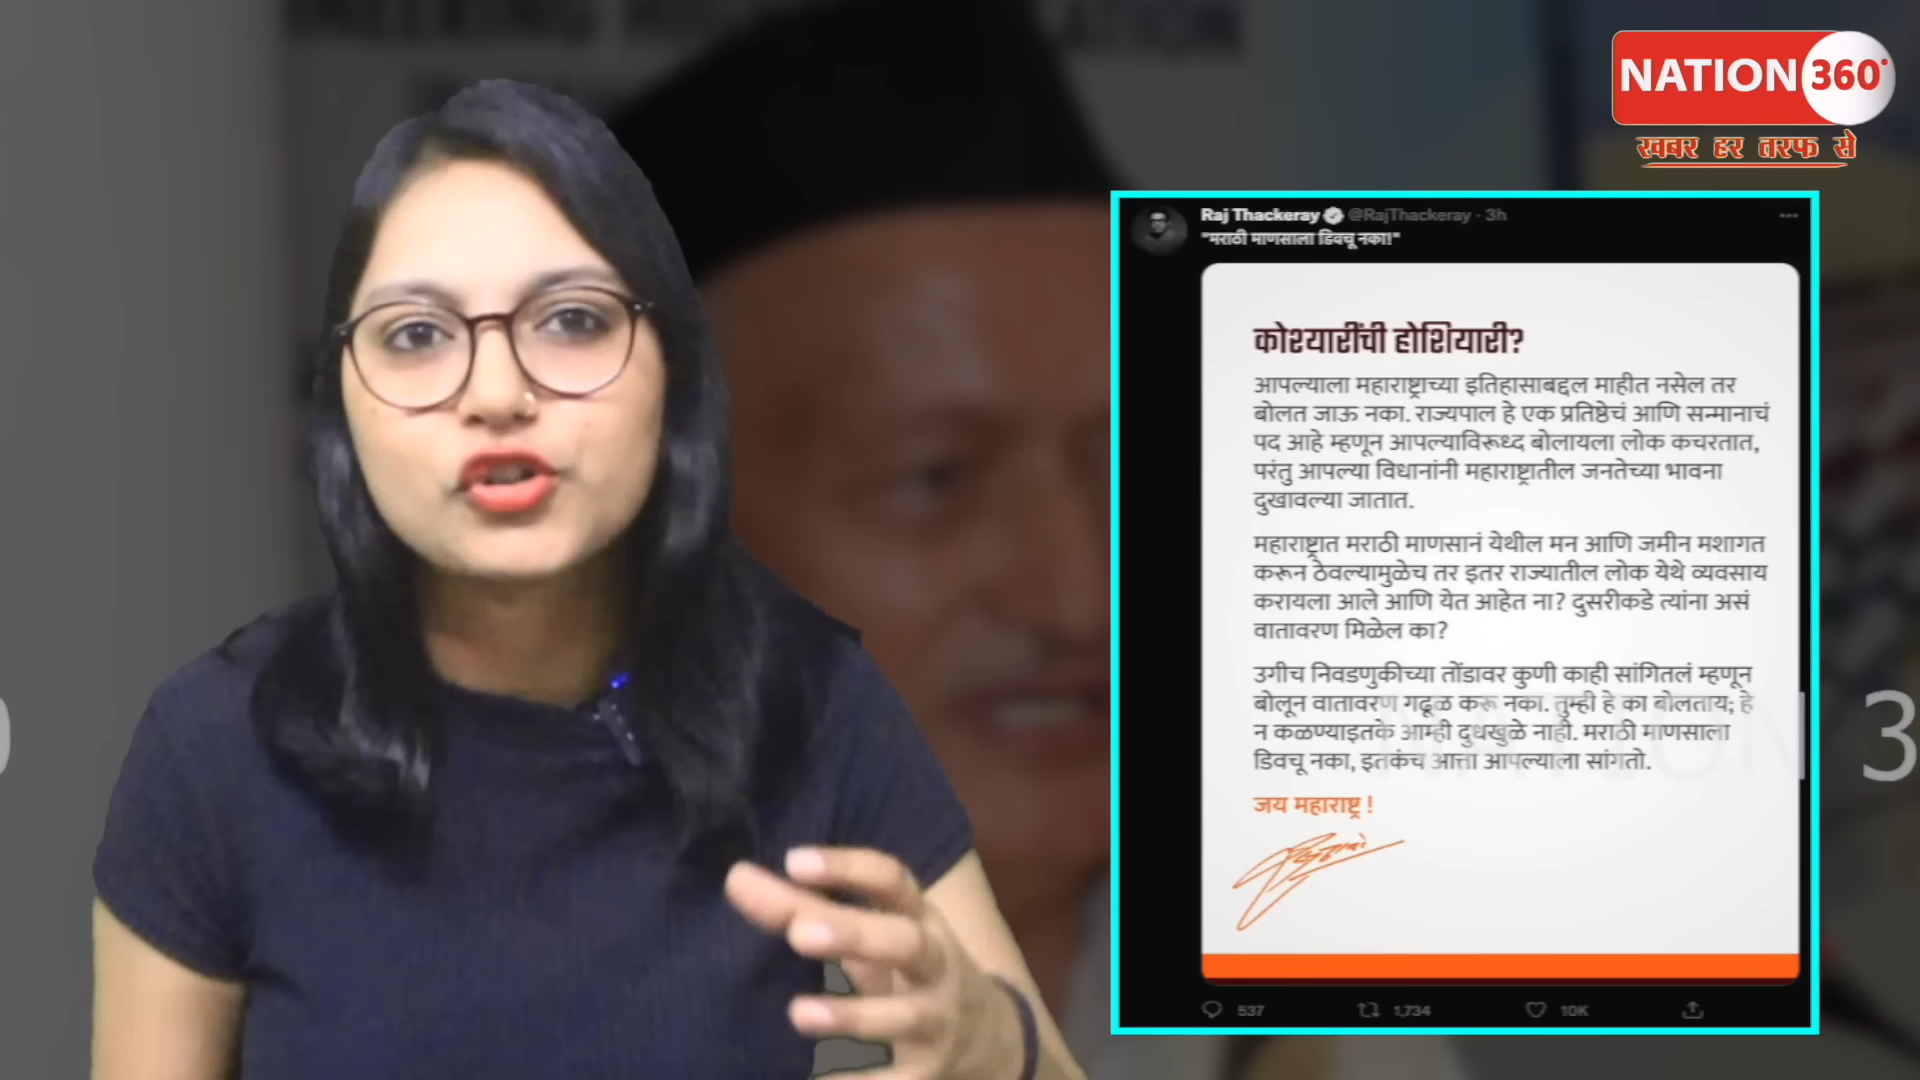 NATION 360°
खबर हर तरफ से
Raj Thackeray @RajThackeray · 3h
"मराठी माणसाला डिवचू नका!"
कोश्यारींची होशियारी?
आपल्याला महाराष्ट्राच्या इतिहासाबद्दल माहीत नसेल तर
बोलत जाऊ नका. राज्यपाल हे एक प्रतिष्ठेचं आणि सन्मानाचं
पद आहे म्हणून आपल्याविरूध्द बोलायला लोक कचरतात,
परंतु आपल्या विधानांनी महाराष्ट्रातील जनतेच्या भावना
दुखावल्या जातात.
महाराष्ट्रात मराठी माणसानं येथील मन आणि जमीन मशागत
करून ठेवल्यामुळेच तर इतर राज्यातील लोक येथे व्यवसाय
करायला आले आणि येत आहेत ना? दुसरीकडे त्यांना असं
वातावरण मिळेल का?
उगीच निवडणुकीच्या तोंडावर कुणी काही सांगितलं म्हणून
बोलून वातावरण गढूळ करू नका. तुम्ही हे का बोलताय; हे
न कळण्याइतके आम्ही दुधखुळे नाही. मराठी माणसाला
डिवचू नका, इतकंच आत्ता आपल्याला सांगतो.
जय महाराष्ट्र !
537 1,734 10K
NATION 3